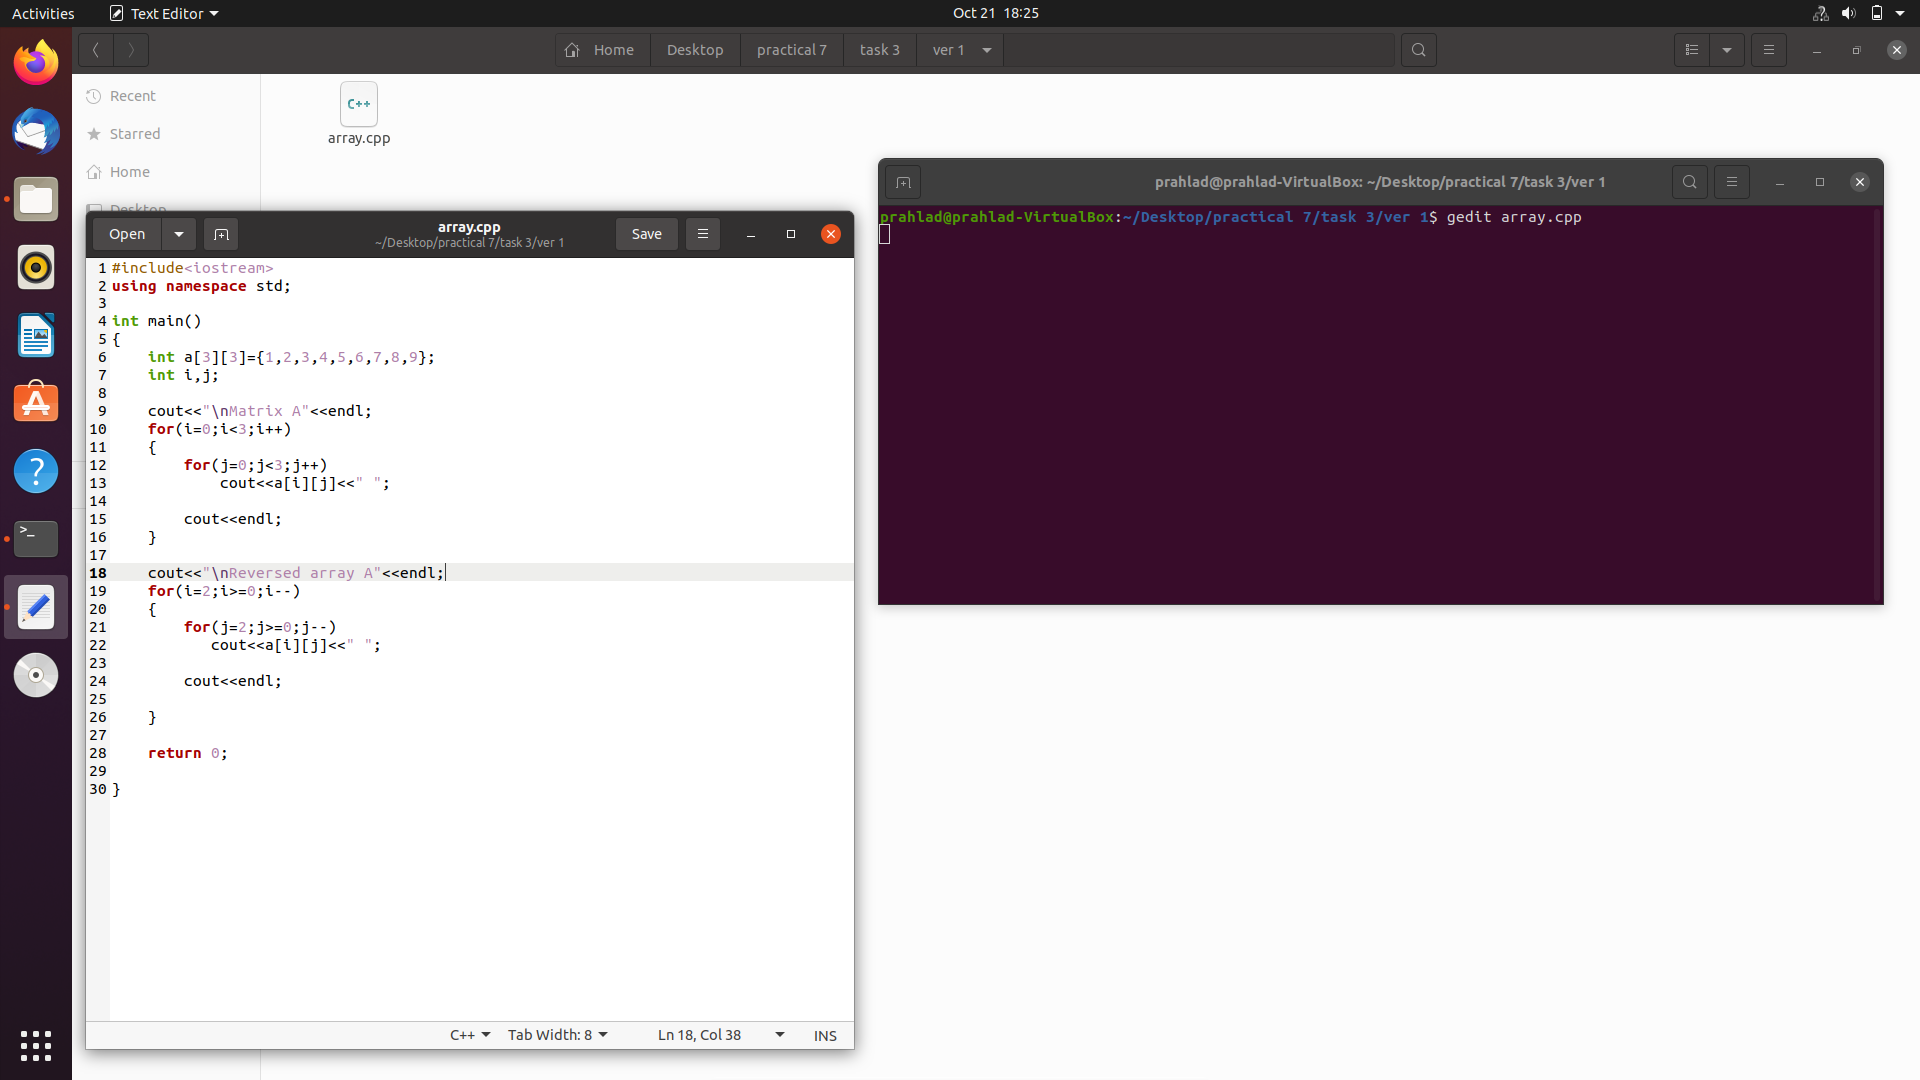 Activities
Text Editor
Oct 21 18:25
Home
Desktop
practical 7
task 3
ver 1
Recent
Starred
Home
Desktop
C++
array.cpp
prahlad@prahlad-VirtualBox: ~/Desktop/practical 7/task 3/ver 1
prahlad@prahlad-VirtualBox:~/Desktop/practical 7/task 3/ver 1$ gedit array.cpp
Open
array.cpp
~/Desktop/practical 7/task 3/ver 1
Save
1 #include<iostream>
2 using namespace std;
3
4 int main()
5 {
6     int a[3][3]={1,2,3,4,5,6,7,8,9};
7     int i,j;
8
9     cout<<"\nMatrix A"<<endl;
10     for(i=0;i<3;i++)
11     {
12         for(j=0;j<3;j++)
13             cout<<a[i][j]<<" ";
14
15         cout<<endl;
16     }
17
18     cout<<"\nReversed array A"<<endl;
19     for(i=2;i>=0;i--)
20     {
21         for(j=2;j>=0;j--)
22            cout<<a[i][j]<<" ";
23
24         cout<<endl;
25
26     }
27
28     return 0;
29
30 }
C++
Tab Width: 8
Ln 18, Col 38
INS